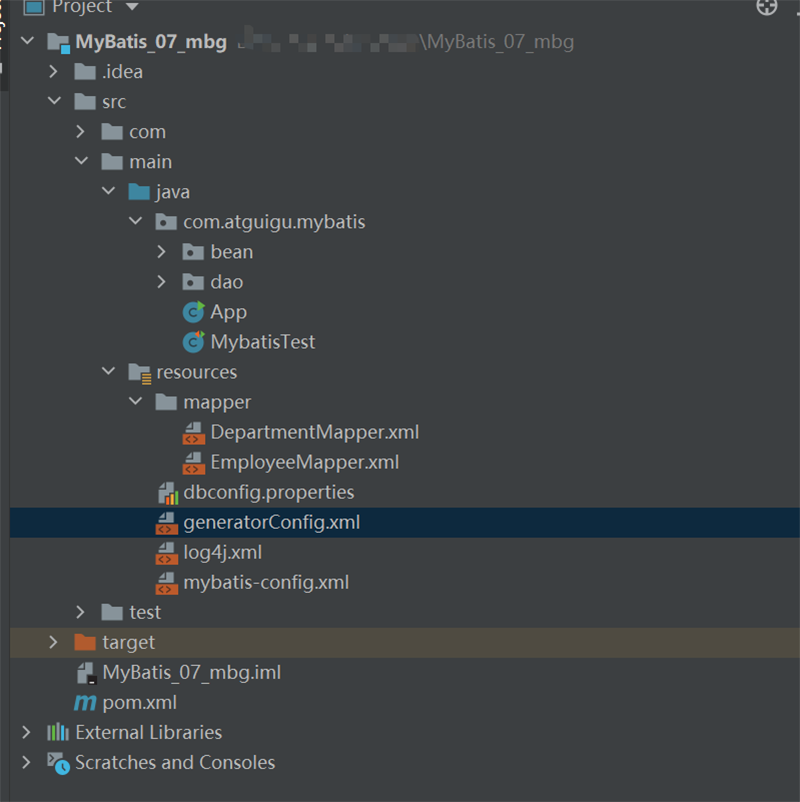 Project
MyBatis_07_mbg \MyBatis_07_mbg
.idea
src
com
main
java
com.atguigu.mybatis
bean
dao
App
MybatisTest
resources
mapper
DepartmentMapper.xml
EmployeeMapper.xml
dbconfig.properties
generatorConfig.xml
log4j.xml
mybatis-config.xml
test
target
MyBatis_07_mbg.iml
pom.xml
External Libraries
Scratches and Consoles